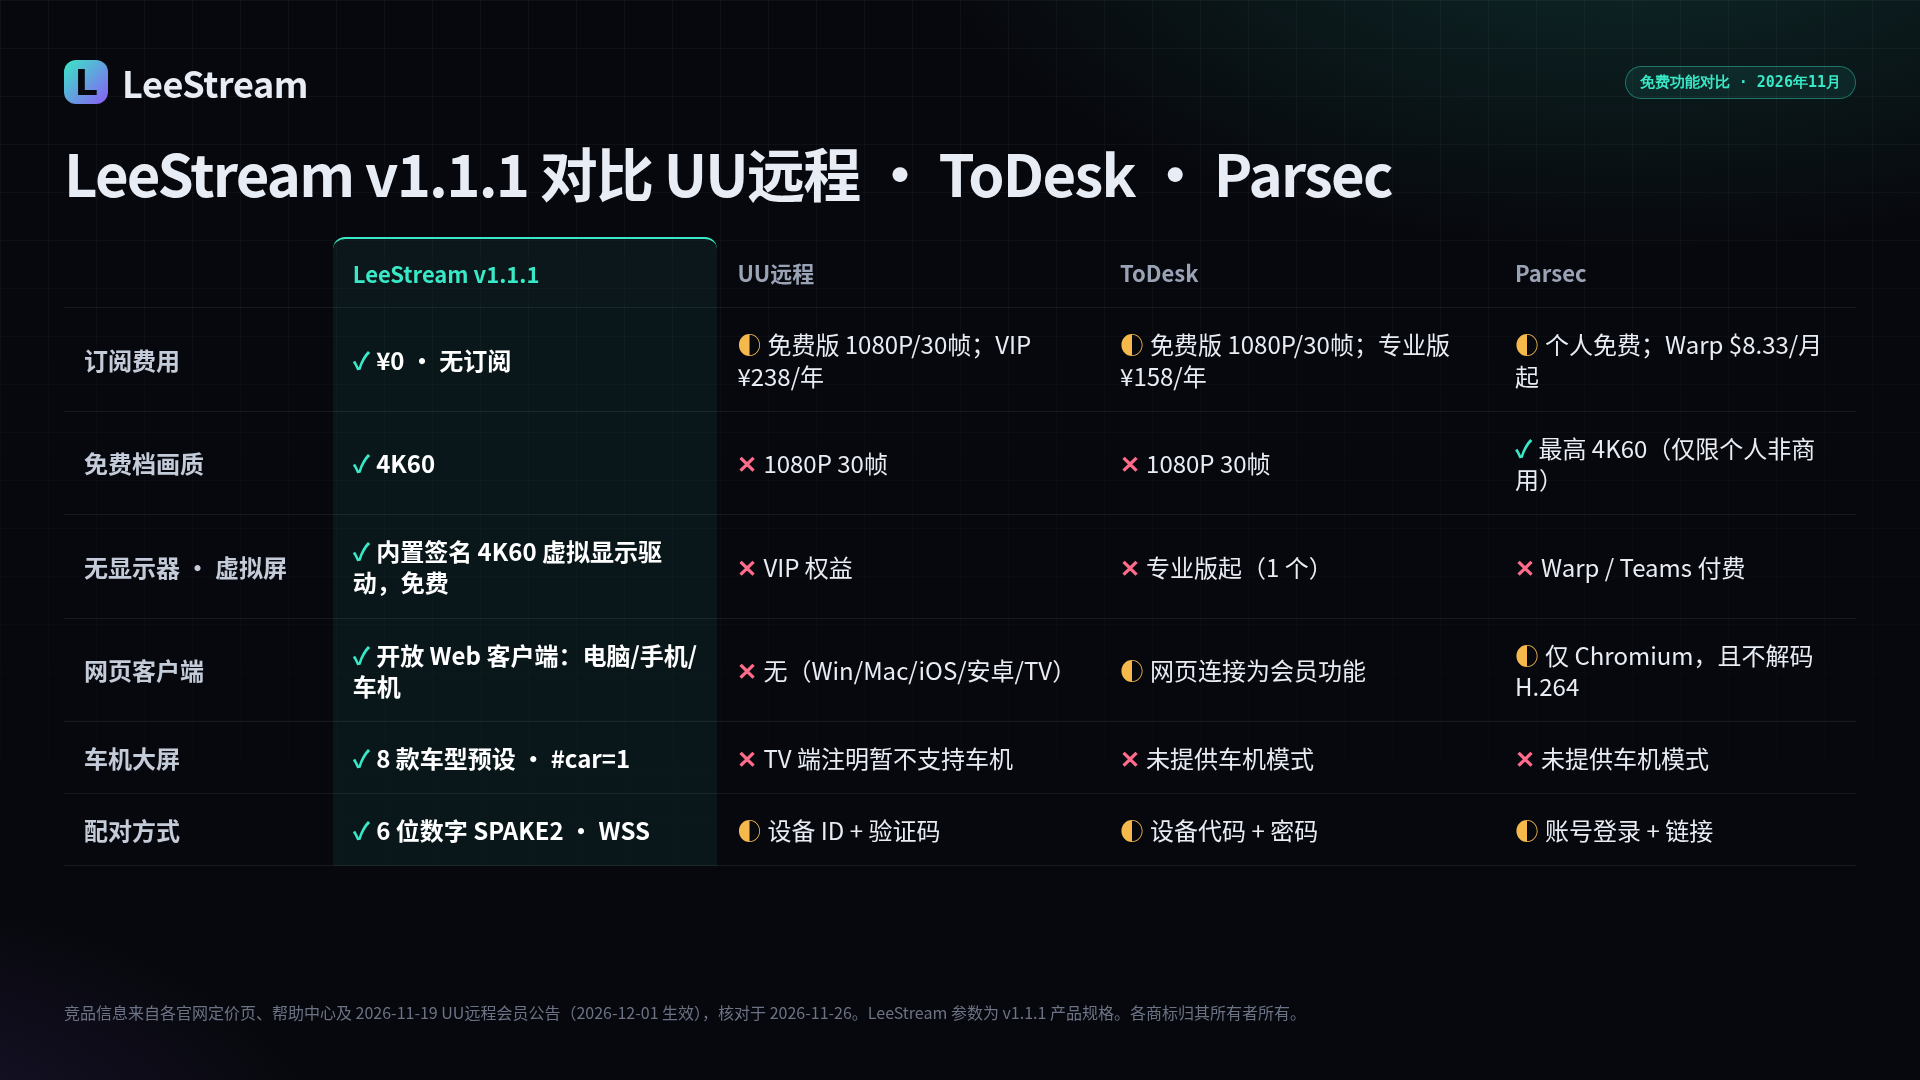 L LeeStream
免费功能对比 · 2026年11月
LeeStream v1.1.1 对比 UU远程 · ToDesk · Parsec
LeeStream v1.1.1
UU远程
ToDesk
Parsec
订阅费用
✓ ¥0 · 无订阅
◐ 免费版 1080P/30帧；VIP
¥238/年
◐ 免费版 1080P/30帧；专业版
¥158/年
◐ 个人免费；Warp $8.33/月
起
免费档画质
✓ 4K60
✕ 1080P 30帧
✕ 1080P 30帧
✓ 最高 4K60（仅限个人非商
用）
无显示器 · 虚拟屏
✓ 内置签名 4K60 虚拟显示驱
动，免费
✕ VIP 权益
✕ 专业版起（1 个）
✕ Warp / Teams 付费
网页客户端
✓ 开放 Web 客户端：电脑/手机/
车机
✕ 无（Win/Mac/iOS/安卓/TV）
◐ 网页连接为会员功能
◐ 仅 Chromium，且不解码
H.264
车机大屏
✓ 8 款车型预设 · #car=1
✕ TV 端注明暂不支持车机
✕ 未提供车机模式
✕ 未提供车机模式
配对方式
✓ 6 位数字 SPAKE2 · WSS
◐ 设备 ID + 验证码
◐ 设备代码 + 密码
◐ 账号登录 + 链接
竞品信息来自各官网定价页、帮助中心及 2026-11-19 UU远程会员公告（2026-12-01 生效），核对于 2026-11-26。LeeStream 参数为 v1.1.1 产品规格。各商标归其所有者所有。